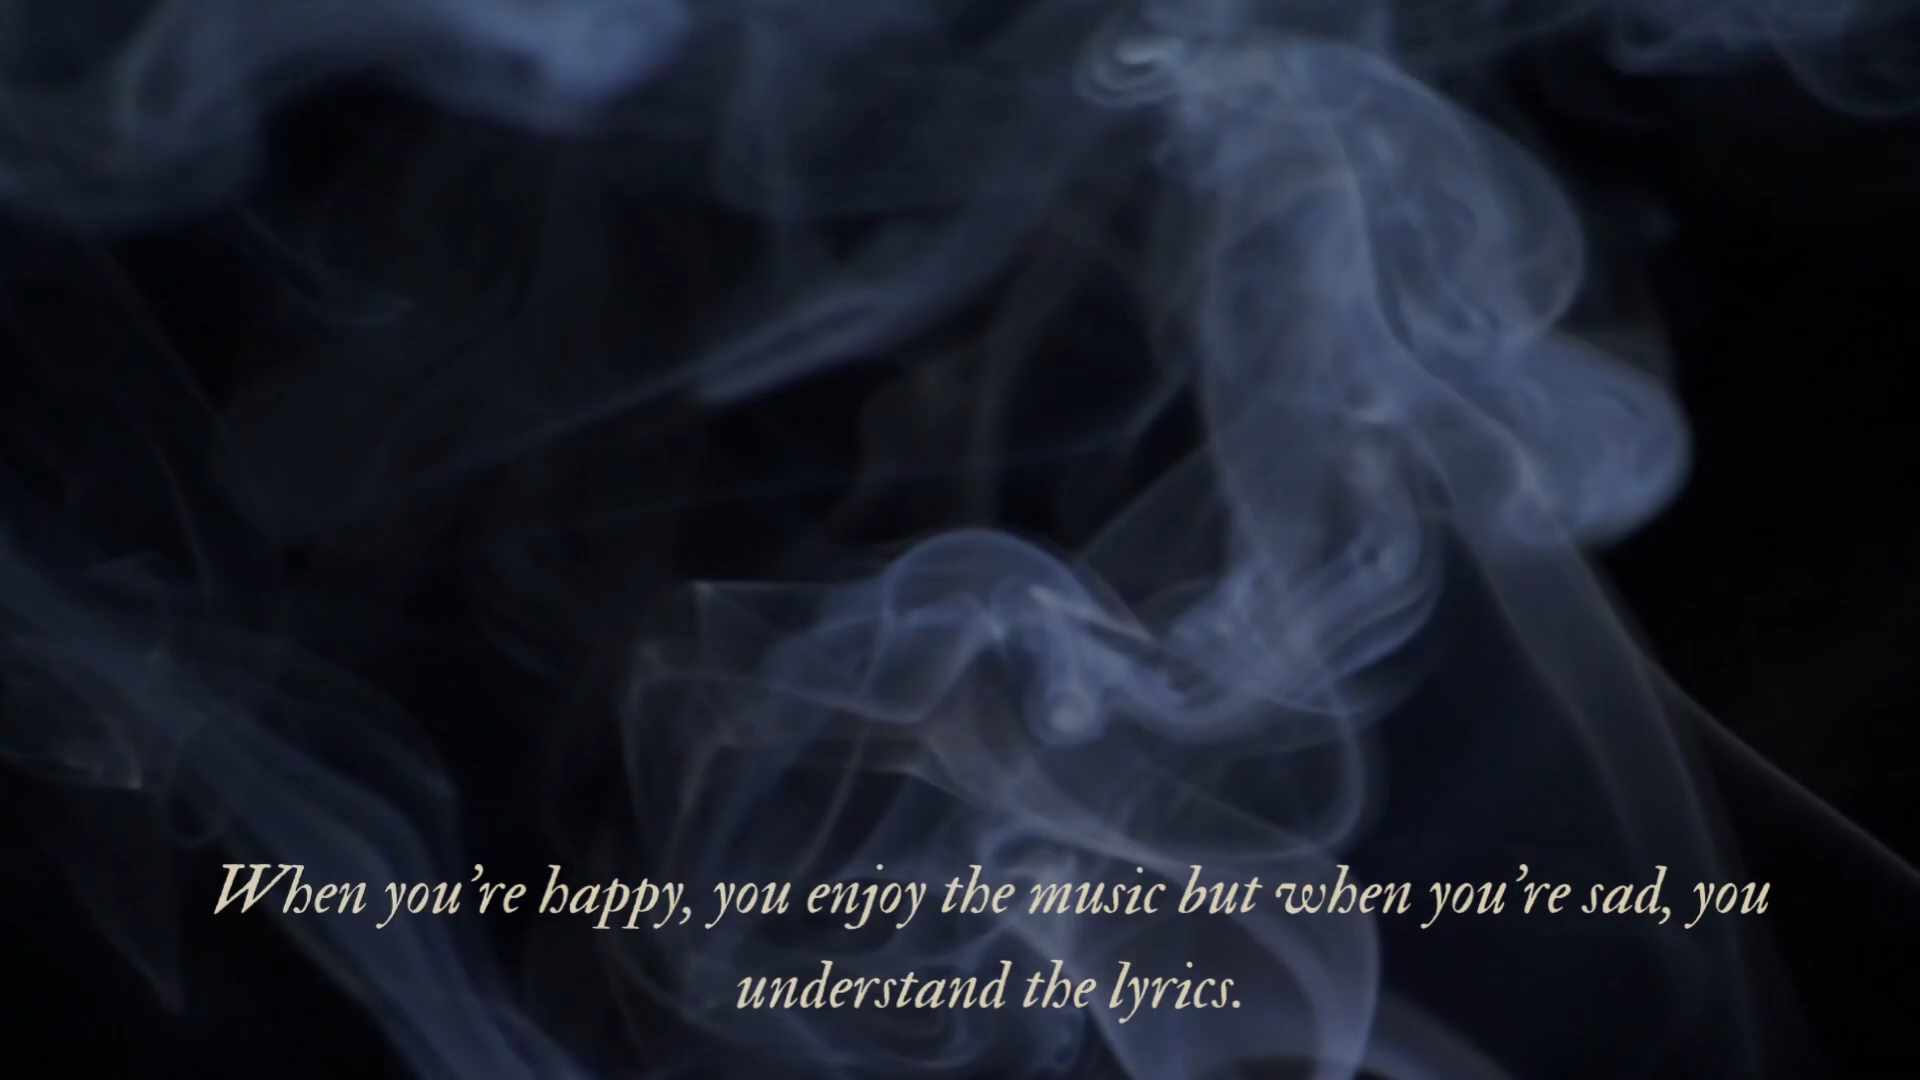 When you’re happy, you enjoy the music but when you’re sad, you
understand the lyrics.